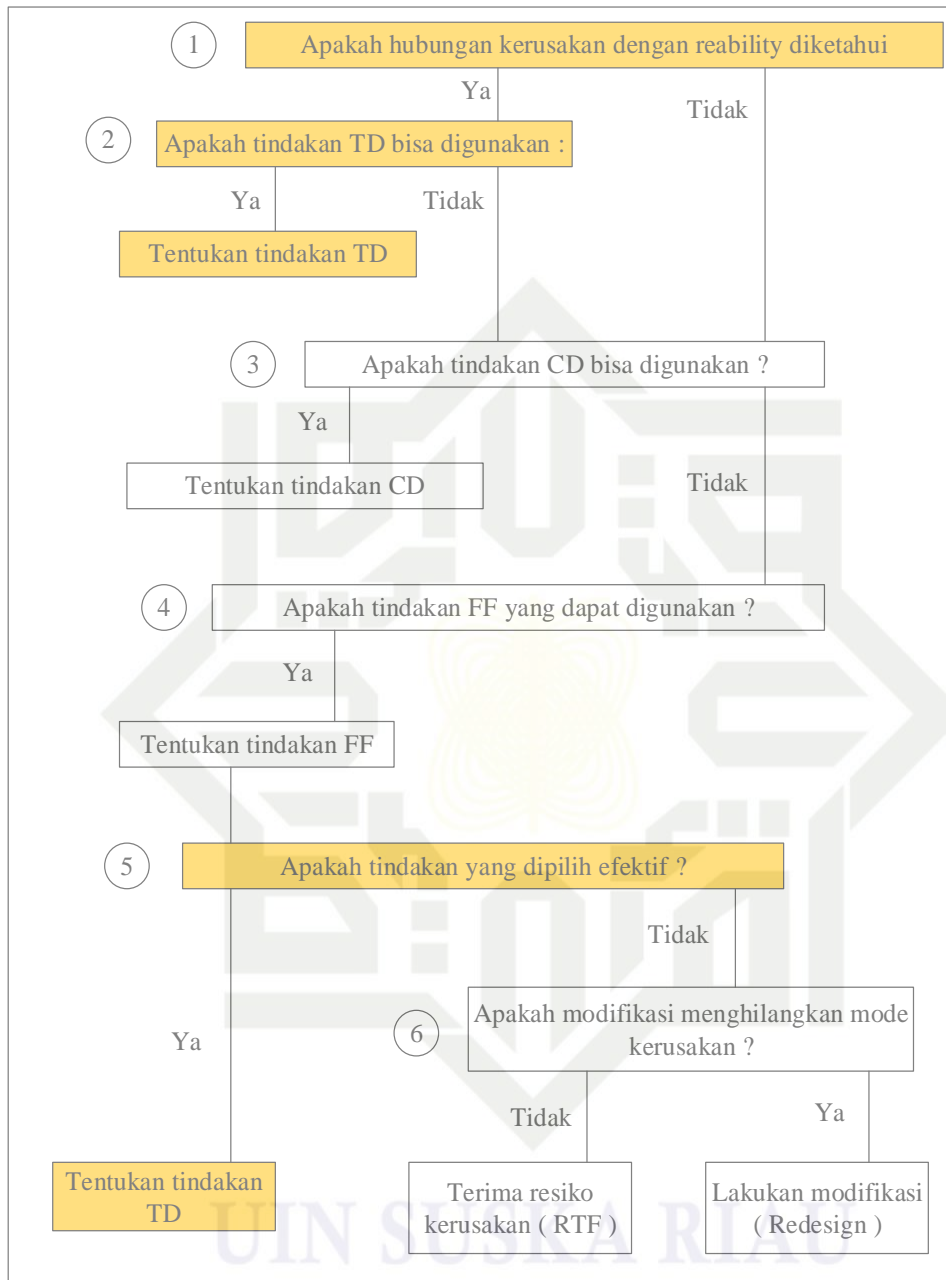 1
Apakah hubungan kerusakan dengan reability diketahui
Ya
Tidak
2
Apakah tindakan TD bisa digunakan :
Ya
Tidak
Tentukan tindakan TD
3
Apakah tindakan CD bisa digunakan ?
Ya
Tentukan tindakan CD
Tidak
4
Apakah tindakan FF yang dapat digunakan ?
Ya
Tentukan tindakan FF
5
Apakah tindakan yang dipilih efektif ?
Tidak
6
Apakah modifikasi menghilangkan mode
kerusakan ?
Ya
Tidak
Ya
Tentukan tindakan
TD
Terima resiko
kerusakan ( RTF )
Lakukan modifikasi
( Redesign )
UIN SUSKA RIAU